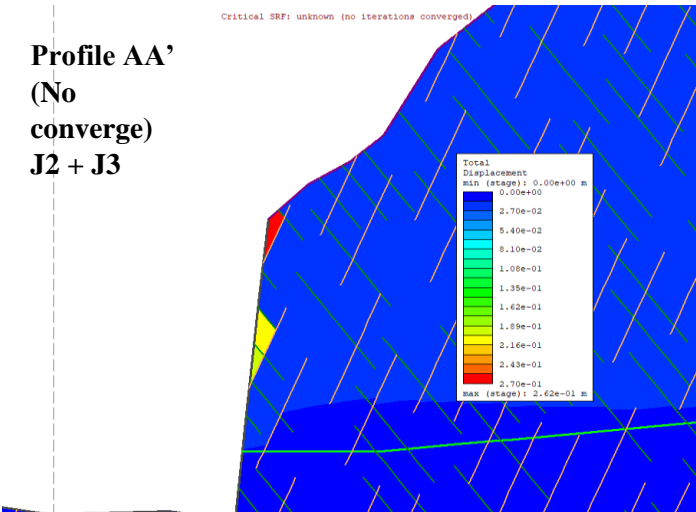 Critical SRF: unknown (no iterations converged)
Profile AA’
(No
converge)
J2 + J3
Total
Displacement
min (stage): 0.00e+00 m
0.00e+00
2.70e-02
5.40e-02
8.10e-02
1.08e-01
1.35e-01
1.62e-01
1.89e-01
2.16e-01
2.43e-01
2.70e-01
max (stage): 2.62e-01 m